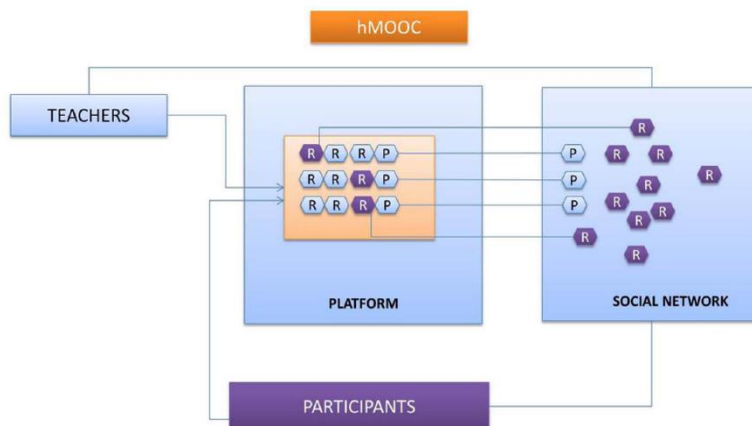 hMOOC
TEACHERS
R
R R R P P R R
R R R P P R R
R R R P P R R R
R
R R
PLATFORM
SOCIAL NETWORK
PARTICIPANTS